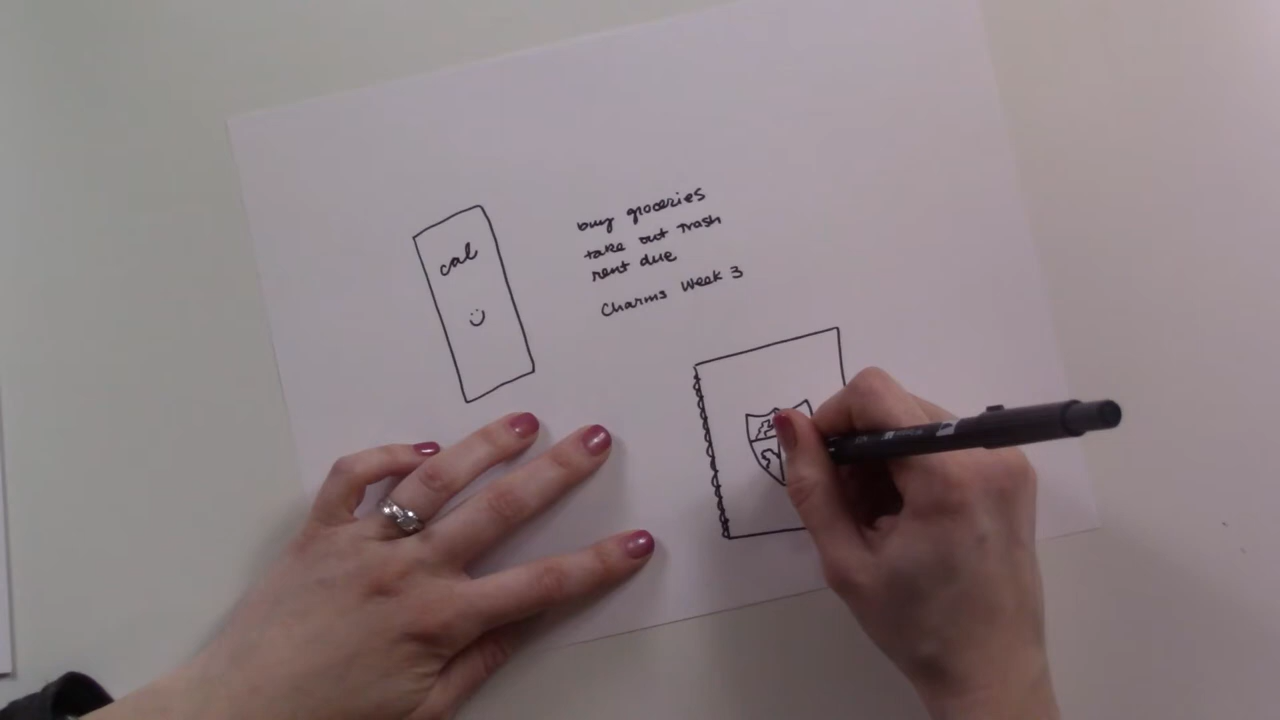 cal
buy groceries
take out trash
rent due
Charms Week 3